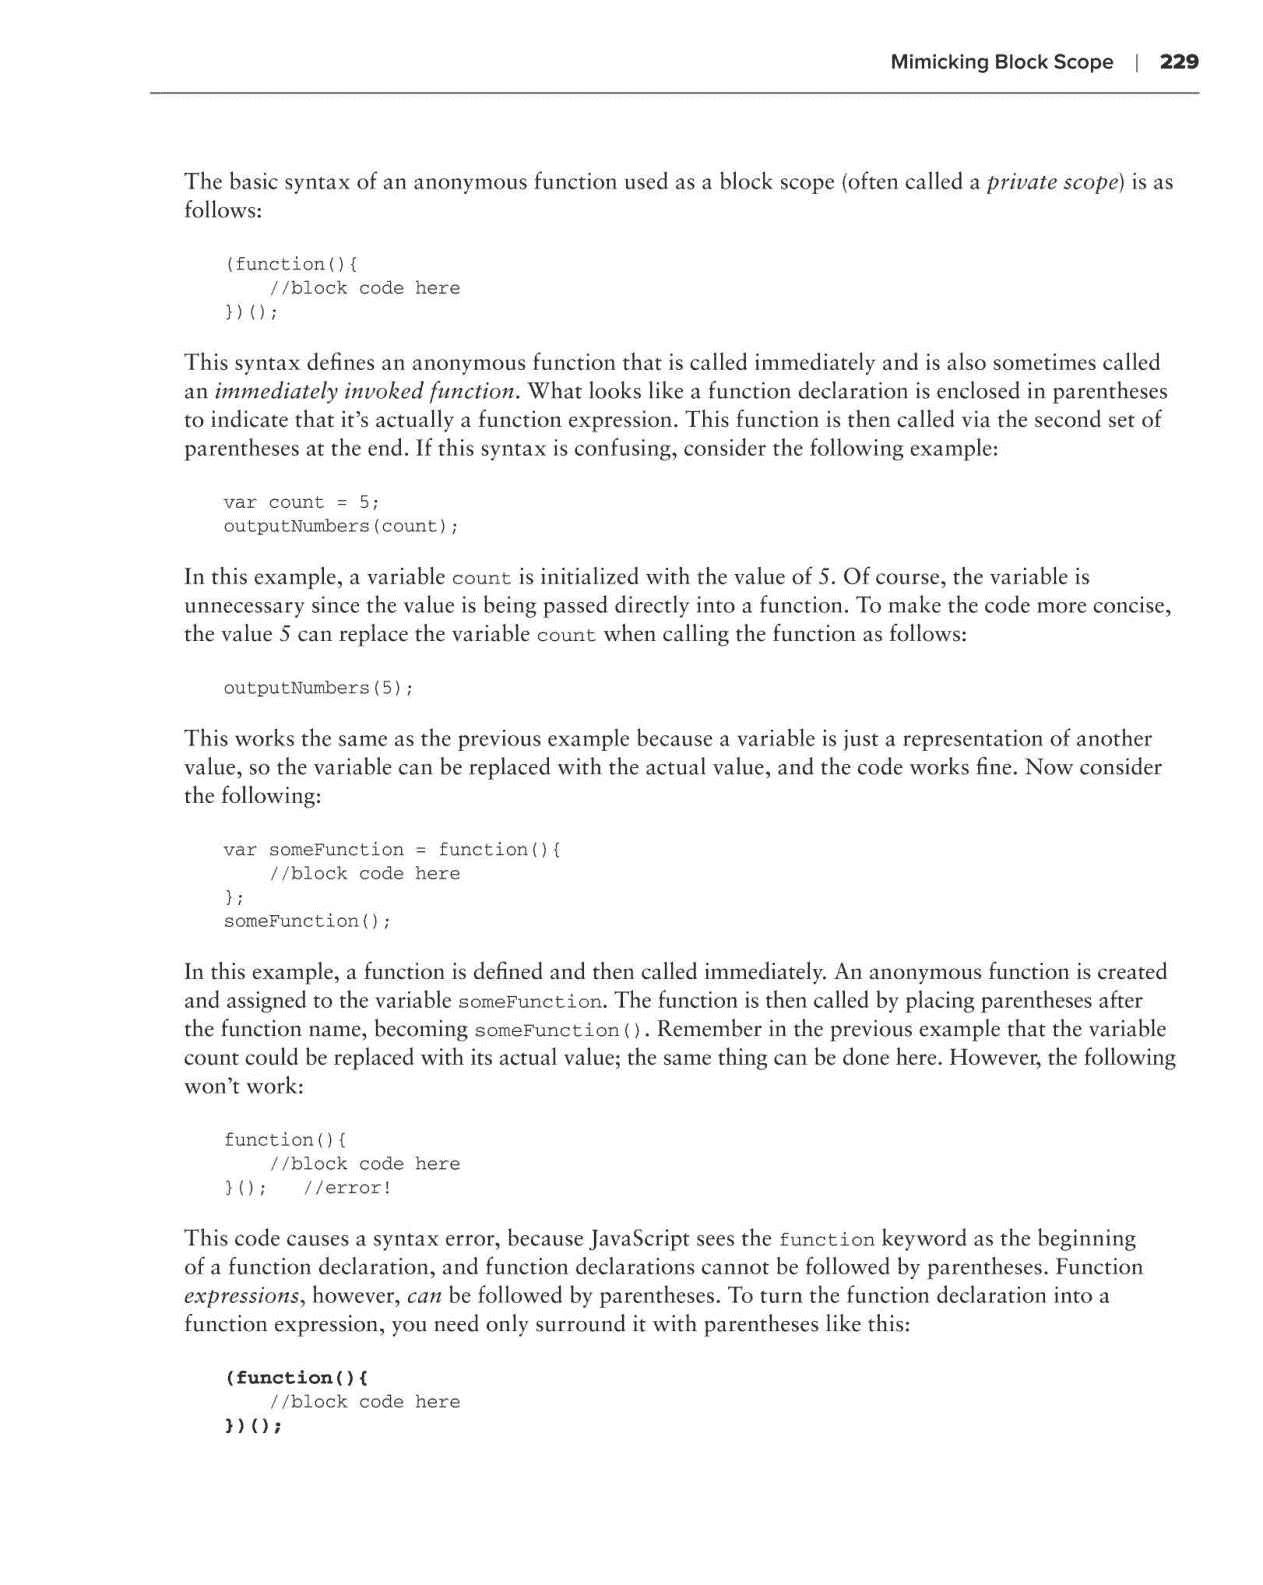 Mimicking Block Scope | 229
The basic syntax of an anonymous function used as a block scope (often called a private scope) is as
follows:
(function(){
    //block code here
})();
This syntax defines an anonymous function that is called immediately and is also sometimes called
an immediately invoked function. What looks like a function declaration is enclosed in parentheses
to indicate that it’s actually a function expression. This function is then called via the second set of
parentheses at the end. If this syntax is confusing, consider the following example:
var count = 5;
outputNumbers(count);
In this example, a variable count is initialized with the value of 5. Of course, the variable is
unnecessary since the value is being passed directly into a function. To make the code more concise,
the value 5 can replace the variable count when calling the function as follows:
outputNumbers(5);
This works the same as the previous example because a variable is just a representation of another
value, so the variable can be replaced with the actual value, and the code works fine. Now consider
the following:
var someFunction = function(){
    //block code here
};
someFunction();
In this example, a function is defined and then called immediately. An anonymous function is created
and assigned to the variable someFunction. The function is then called by placing parentheses after
the function name, becoming someFunction(). Remember in the previous example that the variable
count could be replaced with its actual value; the same thing can be done here. However, the following
won’t work:
function(){
    //block code here
}();   //error!
This code causes a syntax error, because JavaScript sees the function keyword as the beginning
of a function declaration, and function declarations cannot be followed by parentheses. Function
expressions, however, can be followed by parentheses. To turn the function declaration into a
function expression, you need only surround it with parentheses like this:
(function(){
    //block code here
})();